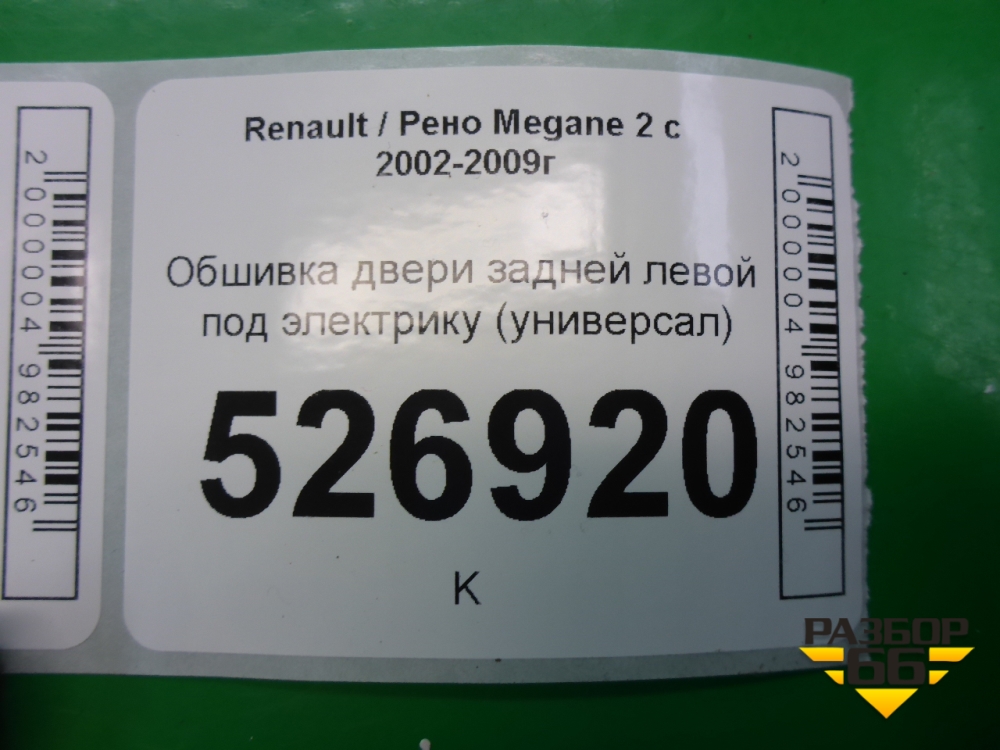 Renault / Рено Megane 2 с
2002-2009г
Обшивка двери задней левой
под электрику (универсал)
526920
К
2000004982546
2000004982546
РАЗБОР
66